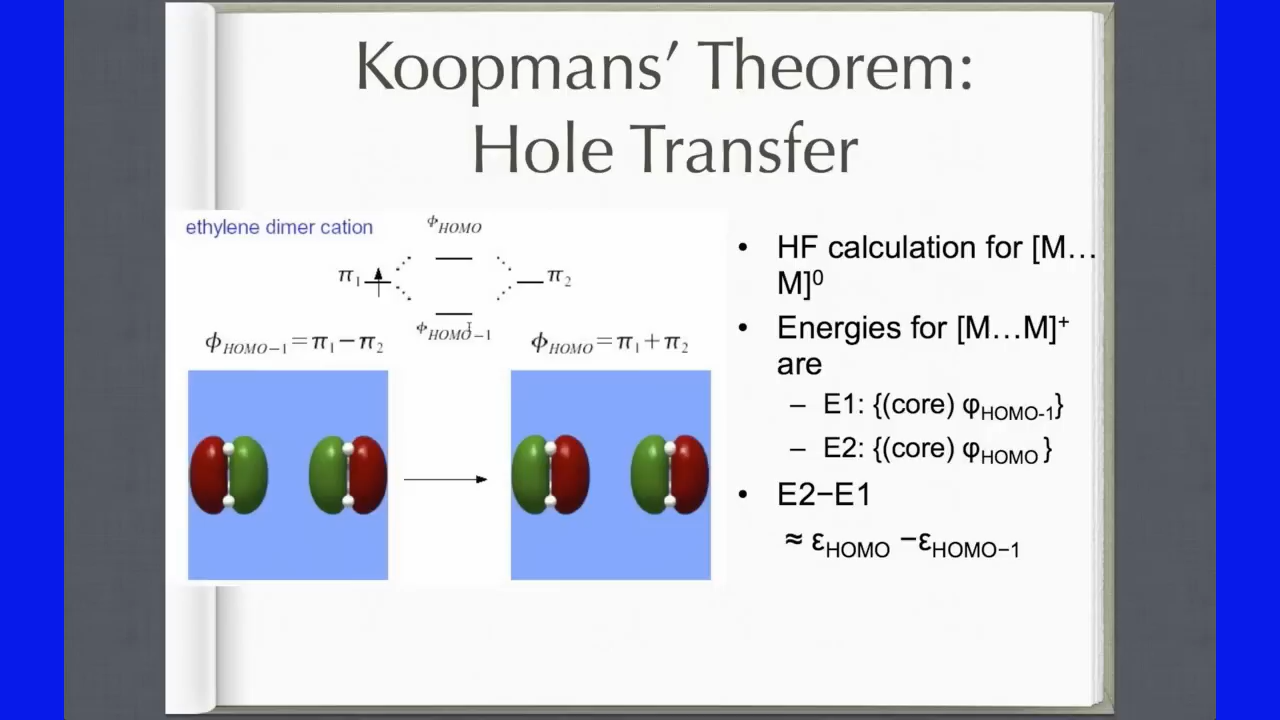 Koopmans’ Theorem:
Hole Transfer
ethylene dimer cation
ϕHOMO
π1
π2
ϕHOMO−1
ϕHOMO−1=π1−π2
ϕHOMO=π1+π2
• HF calculation for [M…
M]⁰
• Energies for [M…M]⁺
are
– E1: {(core) φHOMO-1}
– E2: {(core) φHOMO }
• E2−E1
≈ εHOMO −εHOMO−1